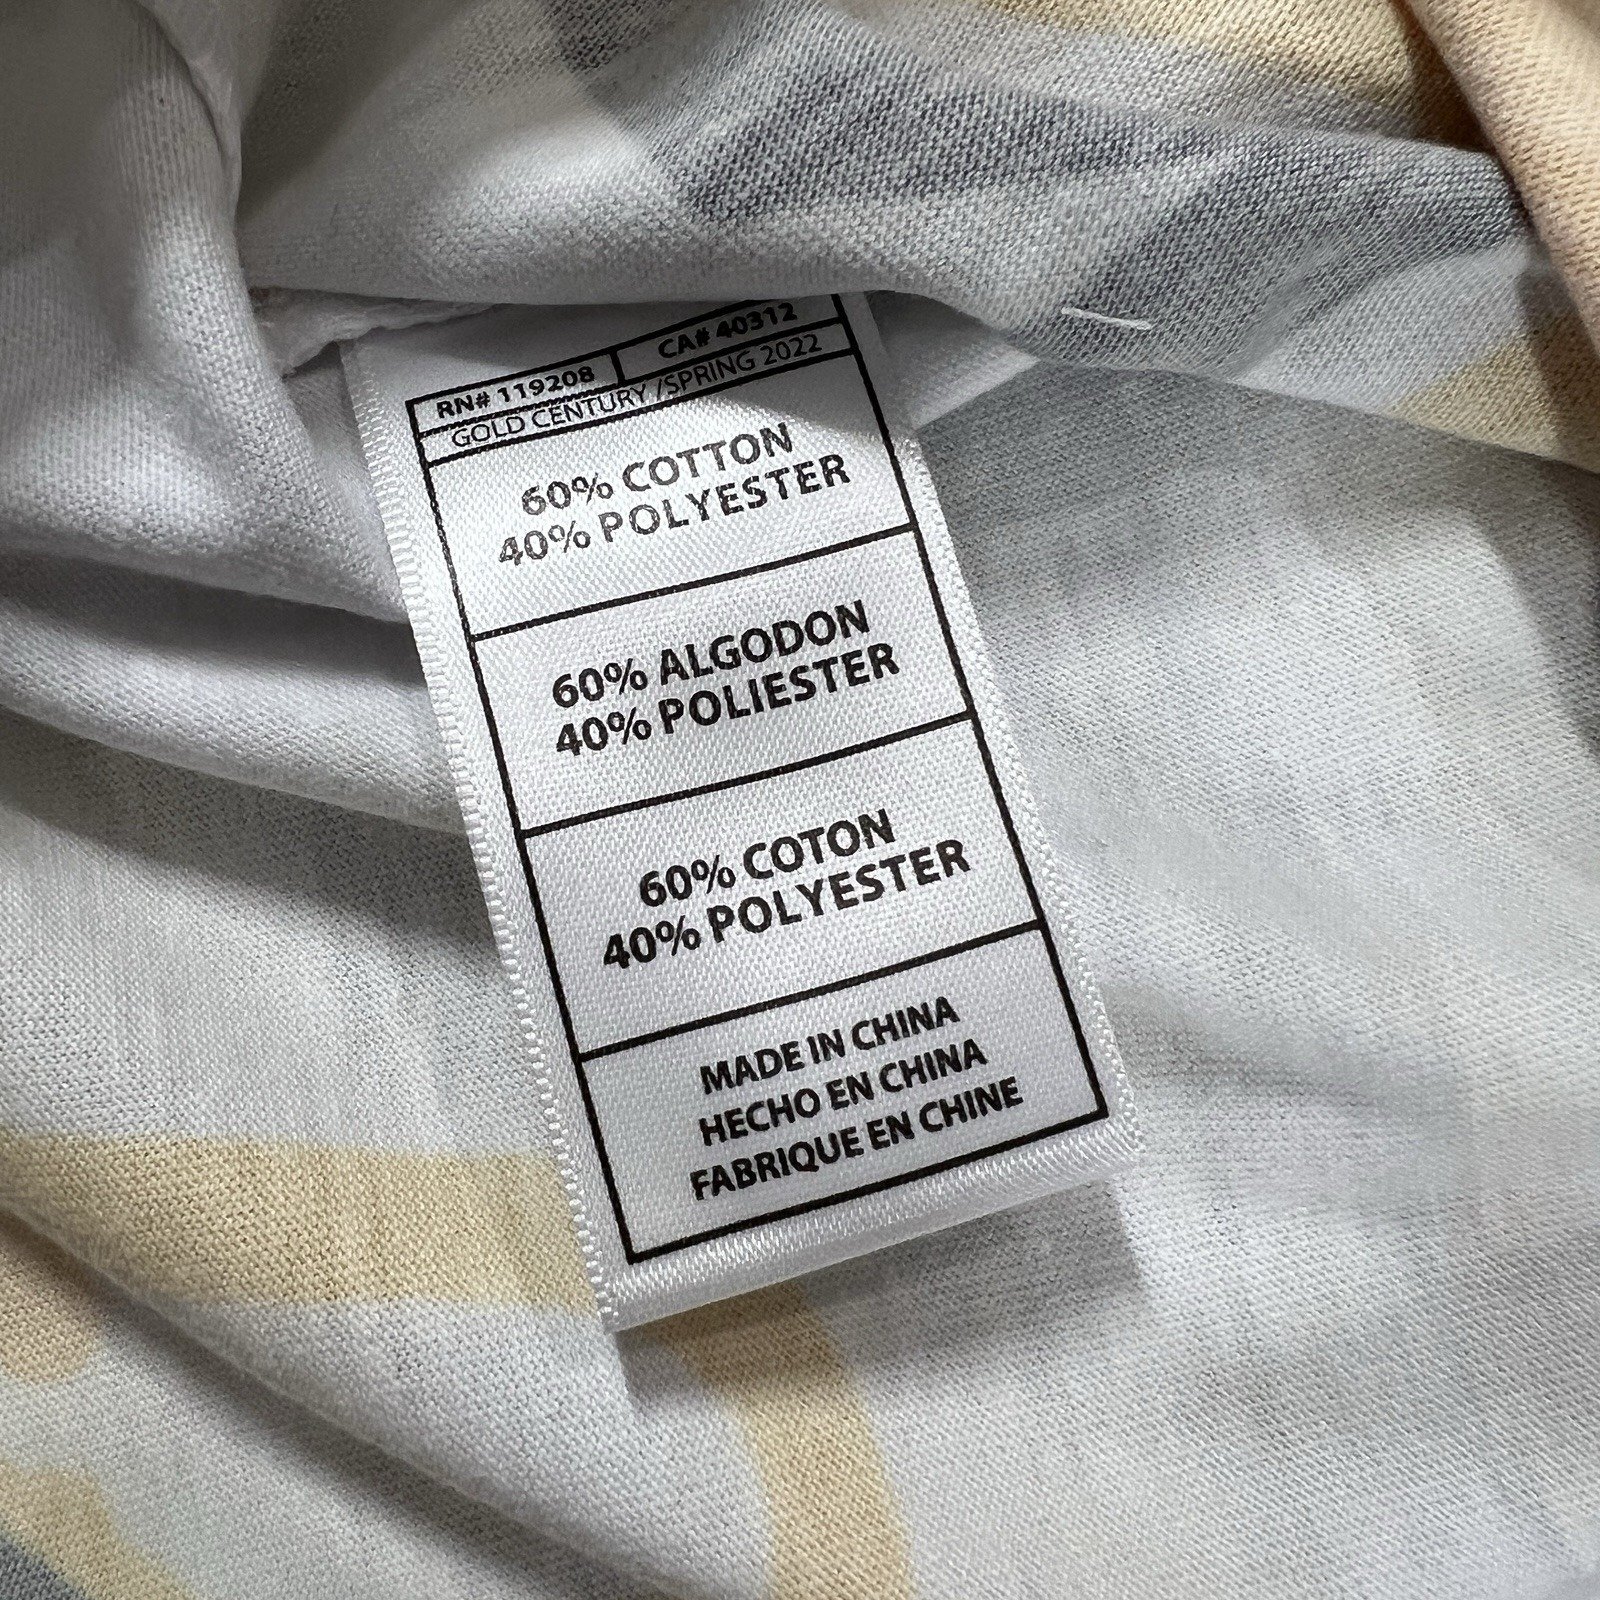 RN# 119208 CA# 40312
GOLD CENTURY /SPRING 2022
60% COTTON
40% POLYESTER
60% ALGODON
40% POLIESTER
60% COTON
40% POLYESTER
MADE IN CHINA
HECHO EN CHINA
FABRIQUE EN CHINE